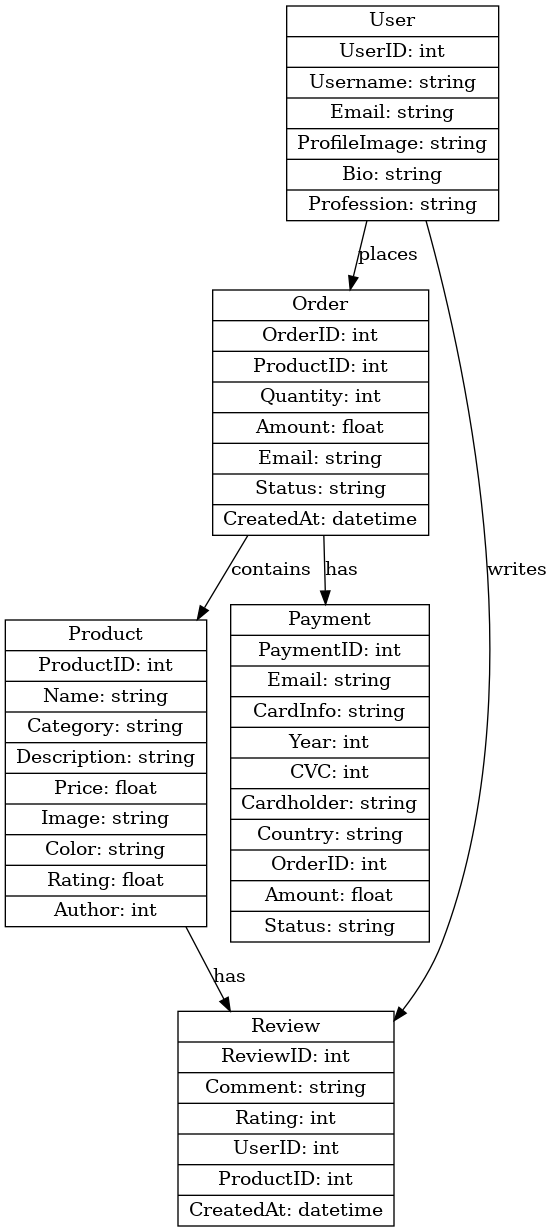 User
UserID: int
Username: string
Email: string
ProfileImage: string
Bio: string
Profession: string
places
Order
OrderID: int
ProductID: int
Quantity: int
Amount: float
Email: string
Status: string
CreatedAt: datetime
contains
has
writes
Product
ProductID: int
Name: string
Category: string
Description: string
Price: float
Image: string
Color: string
Rating: float
Author: int
Payment
PaymentID: int
Email: string
CardInfo: string
Year: int
CVC: int
Cardholder: string
Country: string
OrderID: int
Amount: float
Status: string
has
Review
ReviewID: int
Comment: string
Rating: int
UserID: int
ProductID: int
CreatedAt: datetime